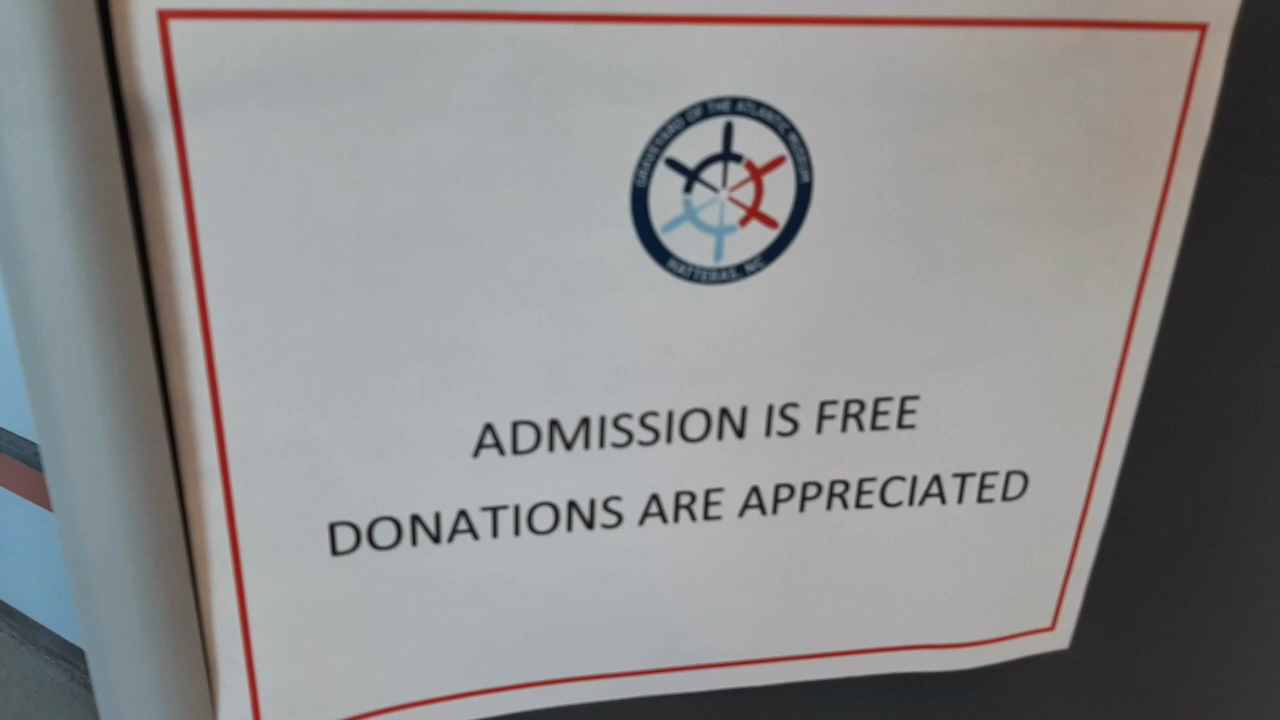 GRAVEYARD OF THE ATLANTIC MUSEUM
HATTERAS, NC
ADMISSION IS FREE
DONATIONS ARE APPRECIATED